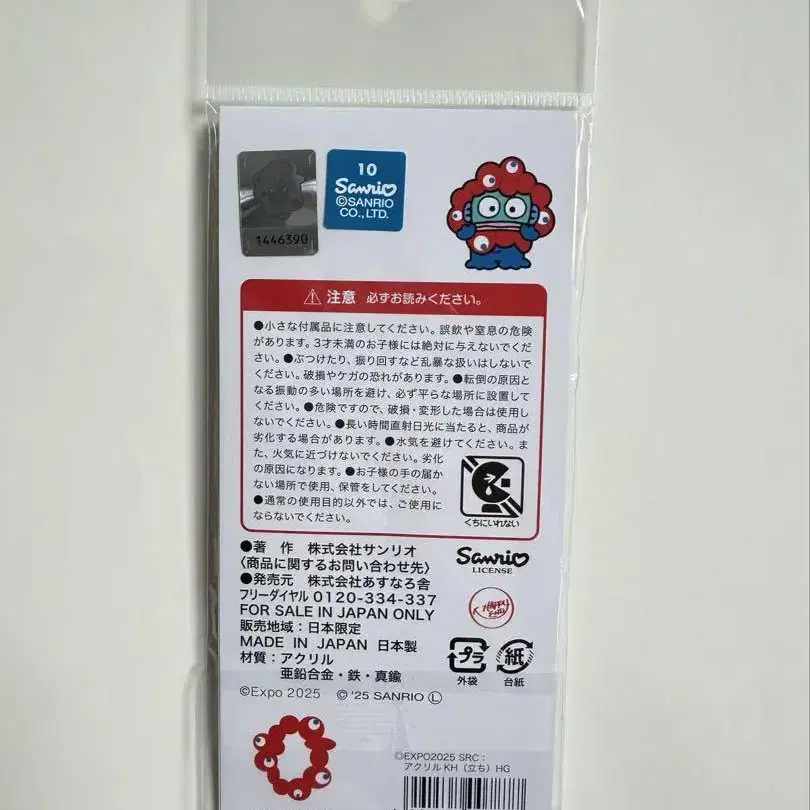 1446390
10
Sanrio
©SANRIO
CO., LTD.
⚠注意 必ずお読みください。
●小さな付属品に注意してください。誤飲や窒息の危険
があります。3才未満のお子様には絶対に与えないでくだ
さい。●ぶつけたり、振り回すなど乱暴な扱いはしないで
ください。破損やケガの恐れがあります。●転倒の原因と
なる振動の多い場所を避け、必ず平らな場所に設置して
ください。●危険ですので、破損・変形した場合は使用し
ないでください。●長い時間直射日光に当たると、商品が
劣化する場合があります。●水気を避けてください。ま
た、火気に近づけないでください。劣化
の原因になります。●お子様の手の届か
ない場所で使用、保管をしてください。
●通常の使用目的以外では、ご使用に
ならないでください。
くちにいれない
●著 作 株式会社サンリオ
〈商品に関するお問い合わせ先〉
●発売元 株式会社あすなろ舎
フリーダイヤル 0120-334-337
FOR SALE IN JAPAN ONLY
販売地域：日本限定
MADE IN JAPAN 日本製
材質：アクリル
亜鉛合金・鉄・真鍮
©Expo 2025 © '25 SANRIO Ⓛ
Sanrio
LICENSE
HAPPY
END
プラ
外袋
紙
台紙
©EXPO2025 SRC：
アクリルKH（立ち）HG